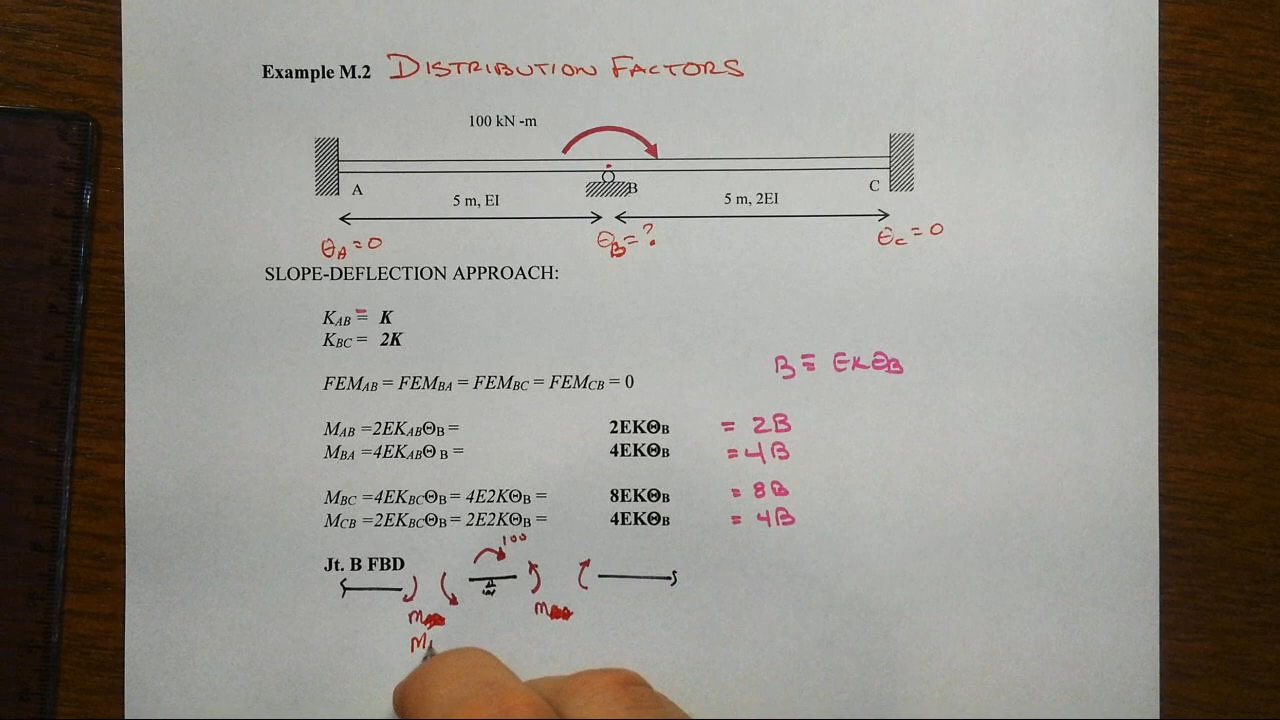 Example M.2 DISTRIBUTION FACTORS
100 kN -m
A B C
5 m, EI 5 m, 2EI
θA = 0 θB = ? θC = 0
SLOPE-DEFLECTION APPROACH:
KAB = K
KBC = 2K
B ≡ EKθB
FEMAB = FEMBA = FEMBC = FEMCB = 0
MAB =2EKABΘB = 2EKΘB = 2B
MBA =4EKABΘ B = 4EKΘB = 4B
MBC =4EKBCΘB= 4E2KΘB = 8EKΘB = 8B
MCB =2EKBCΘB= 2E2KΘB = 4EKΘB = 4B
100
Jt. B FBD
M M
M